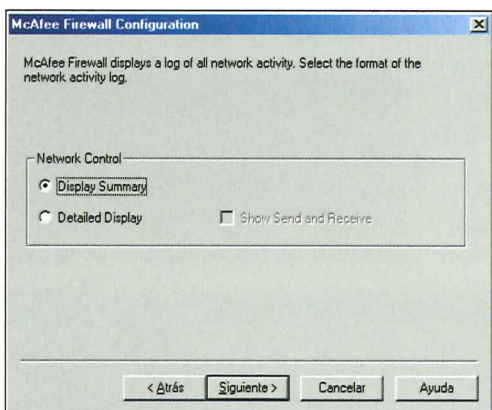 McAfee Firewall Configuration
McAfee Firewall displays a log of all network activity. Select the format of the
network activity log.
Network Control
Display Summary
Detailed Display
Show Send and Receive
< Atrás
Siguiente >
Cancelar
Ayuda